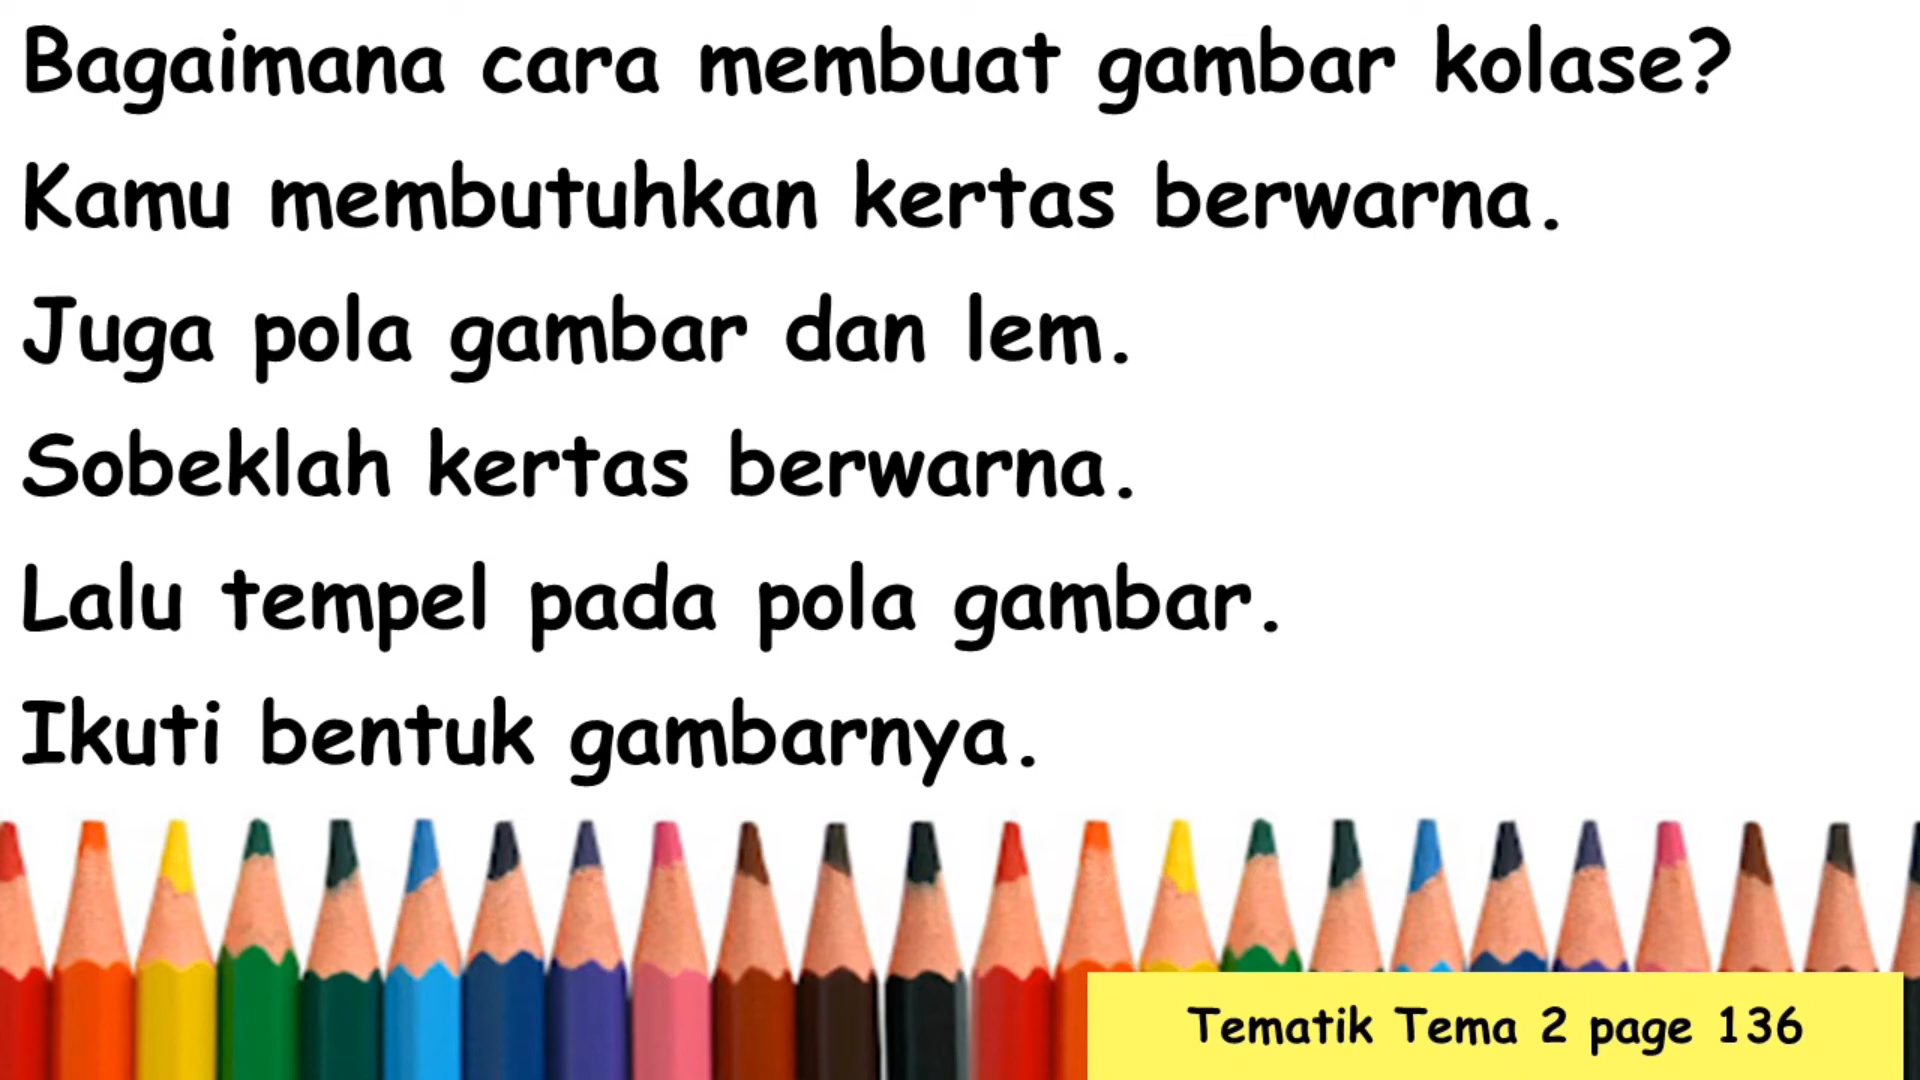 Bagaimana cara membuat gambar kolase?
Kamu membutuhkan kertas berwarna.
Juga pola gambar dan lem.
Sobeklah kertas berwarna.
Lalu tempel pada pola gambar.
Ikuti bentuk gambarnya.
Tematik Tema 2 page 136